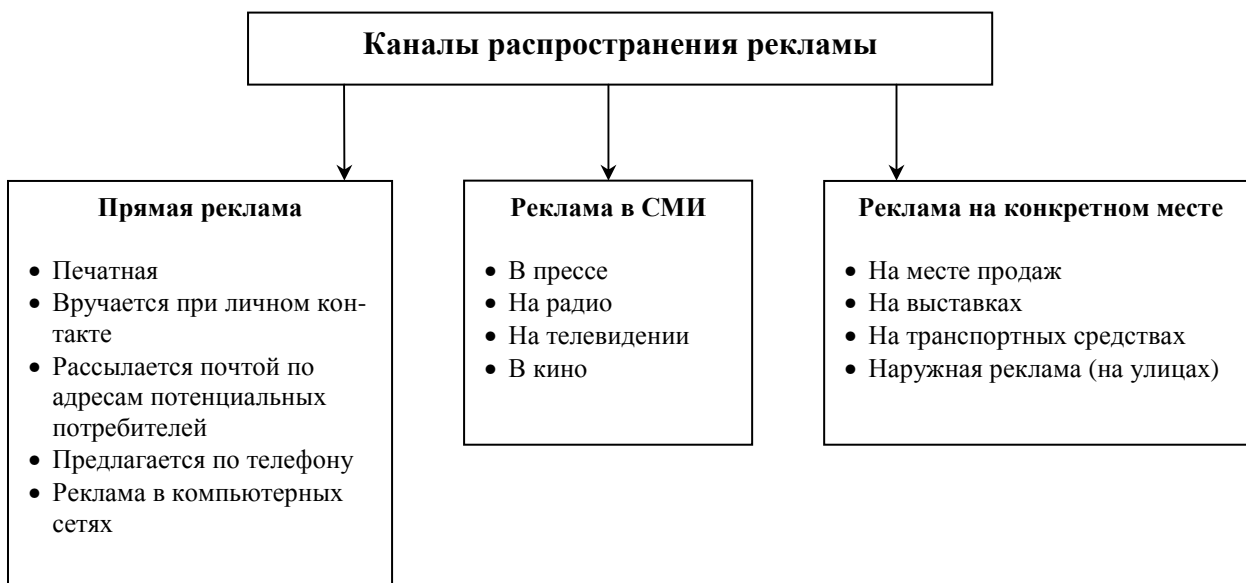 Каналы распространения рекламы
Прямая реклама
• Печатная
• Вручается при личном кон-
такте
• Рассылается почтой по
адресам потенциальных
потребителей
• Предлагается по телефону
• Реклама в компьютерных
сетях
Реклама в СМИ
• В прессе
• На радио
• На телевидении
• В кино
Реклама на конкретном месте
• На месте продаж
• На выставках
• На транспортных средствах
• Наружная реклама (на улицах)